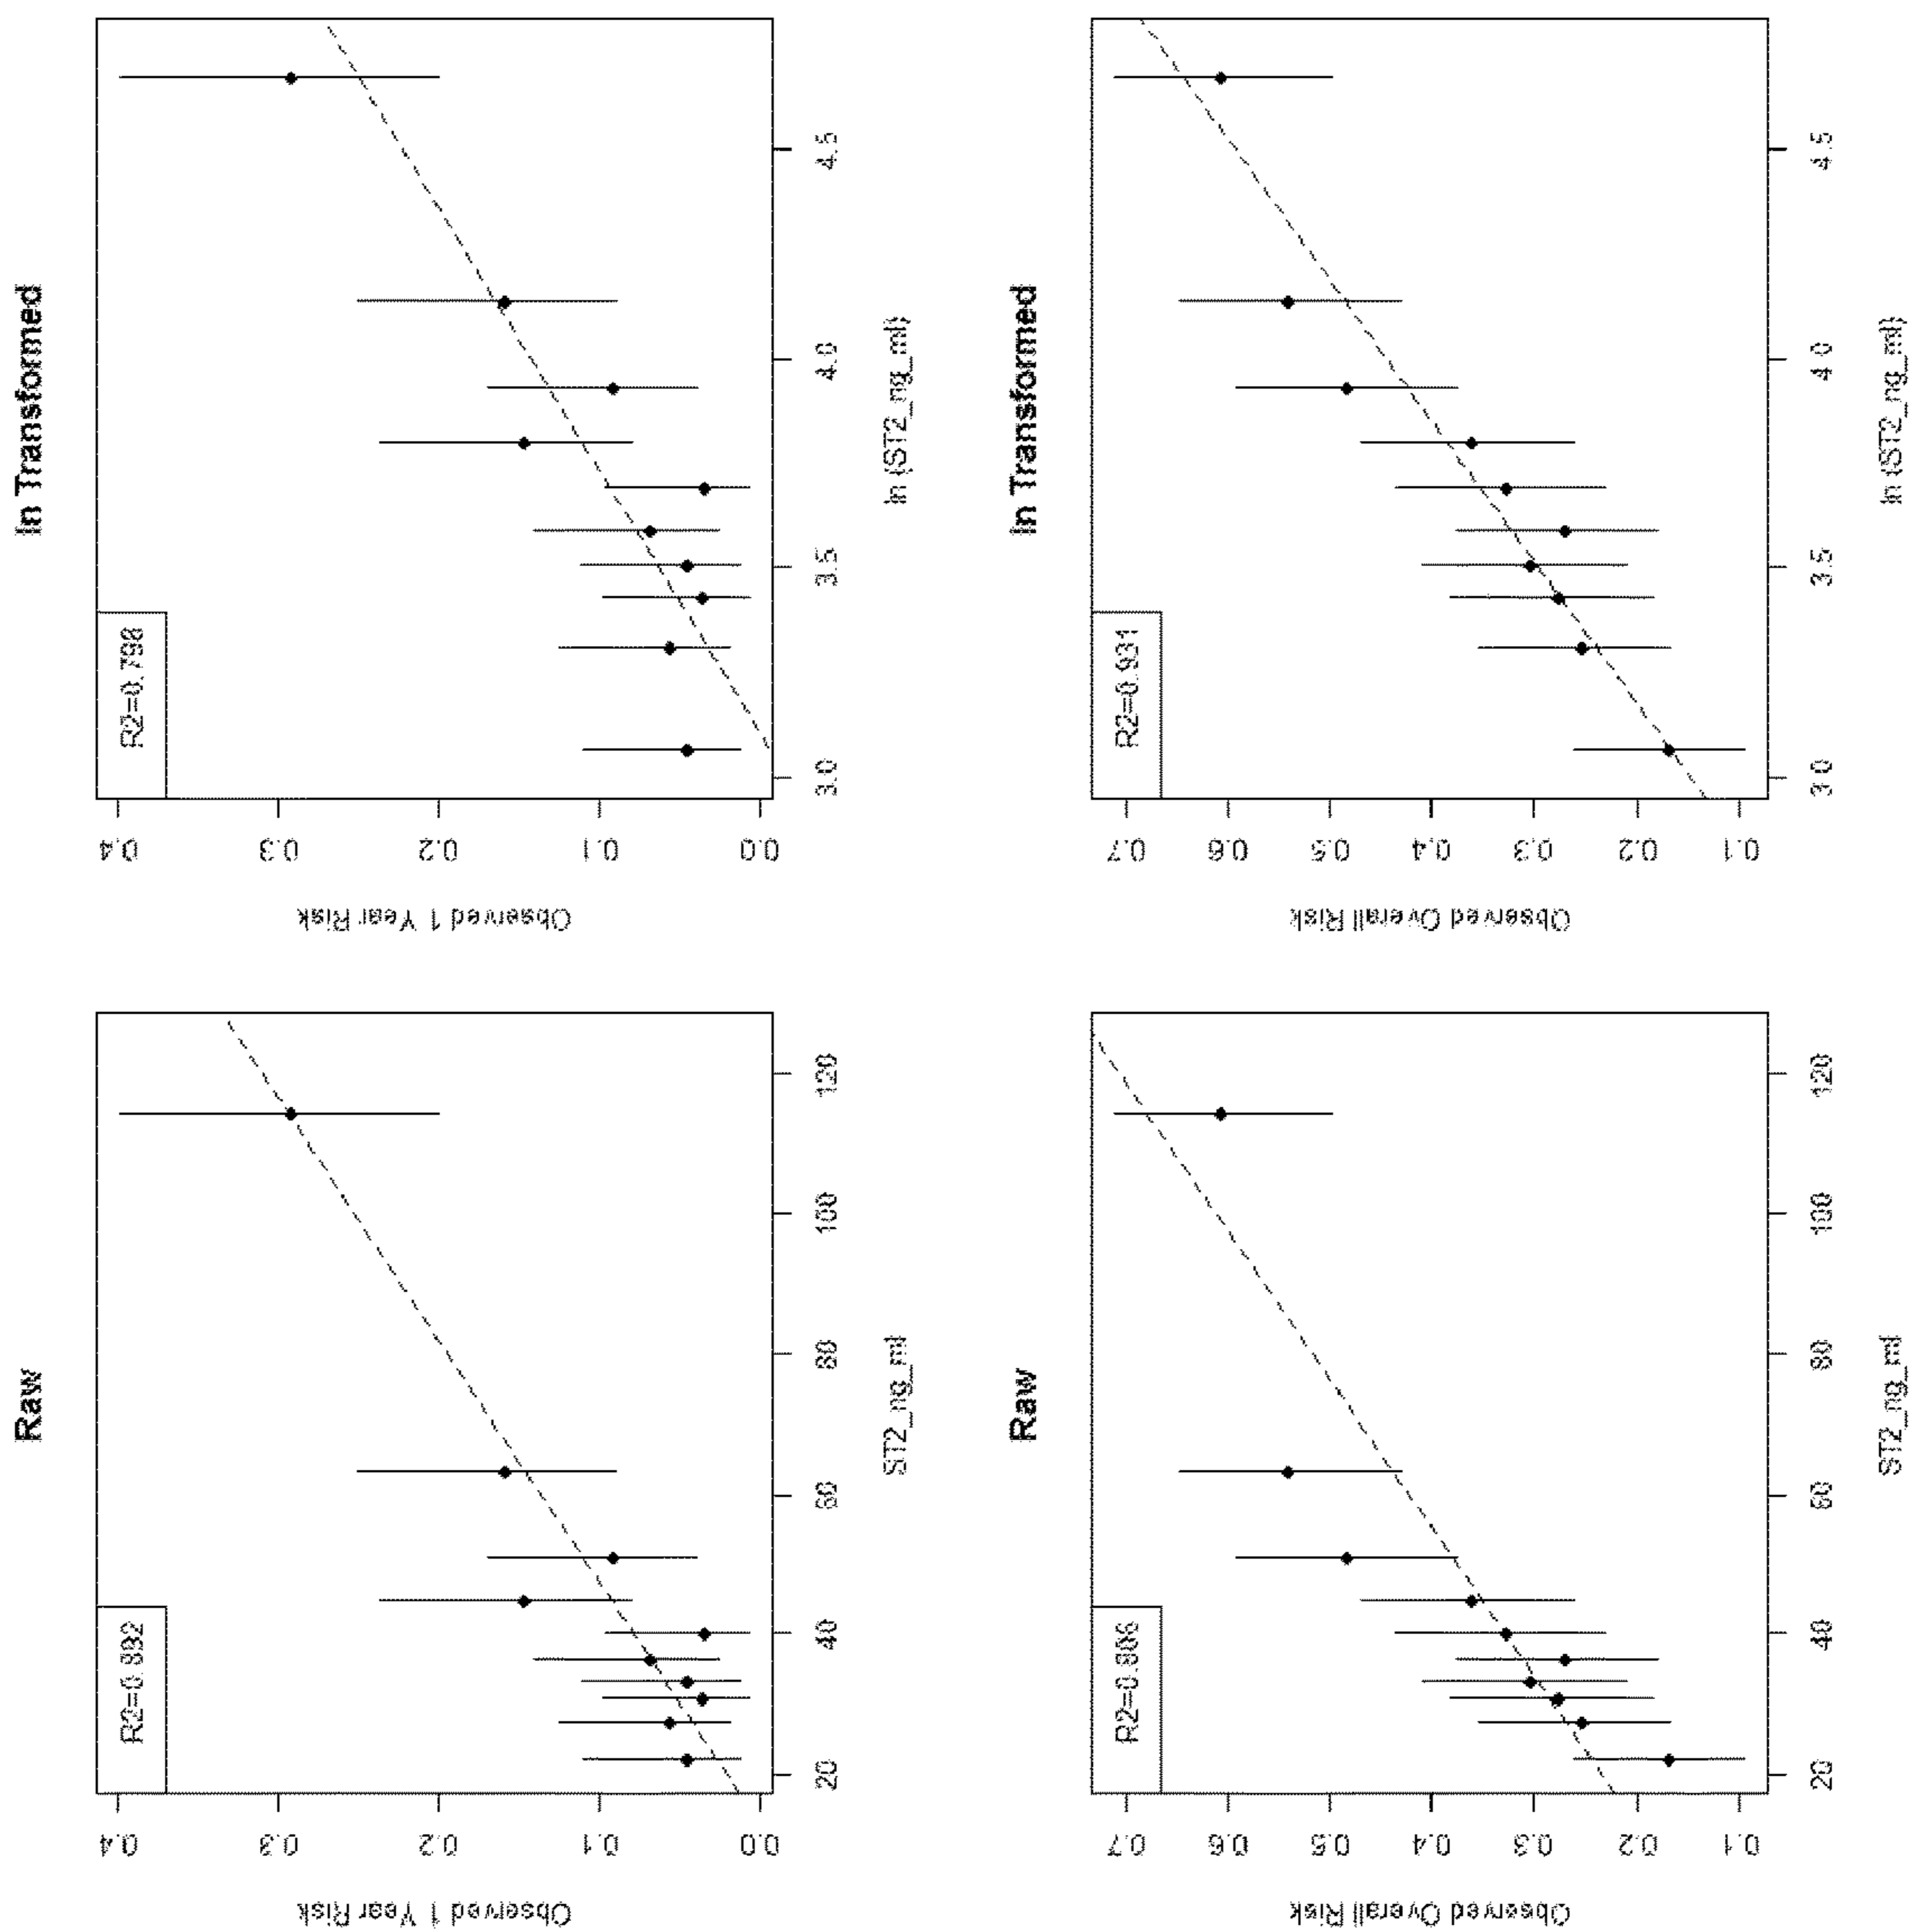 Raw
R2=0.882
0.4
0.3
0.2
0.1
0.0
Observed 1 Year Risk
20 40 60 80 100 120
ST2_ng_ml
ln Transformed
R2=0.798
0.4
0.3
0.2
0.1
0.0
Observed 1 Year Risk
3.0 3.5 4.0 4.5
ln (ST2_ng_ml)
Raw
R2=0.806
0.7
0.6
0.5
0.4
0.3
0.2
0.1
Observed Overall Risk
20 40 60 80 100 120
ST2_ng_ml
ln Transformed
R2=0.931
0.7
0.6
0.5
0.4
0.3
0.2
0.1
Observed Overall Risk
3.0 3.5 4.0 4.5
ln (ST2_ng_ml)